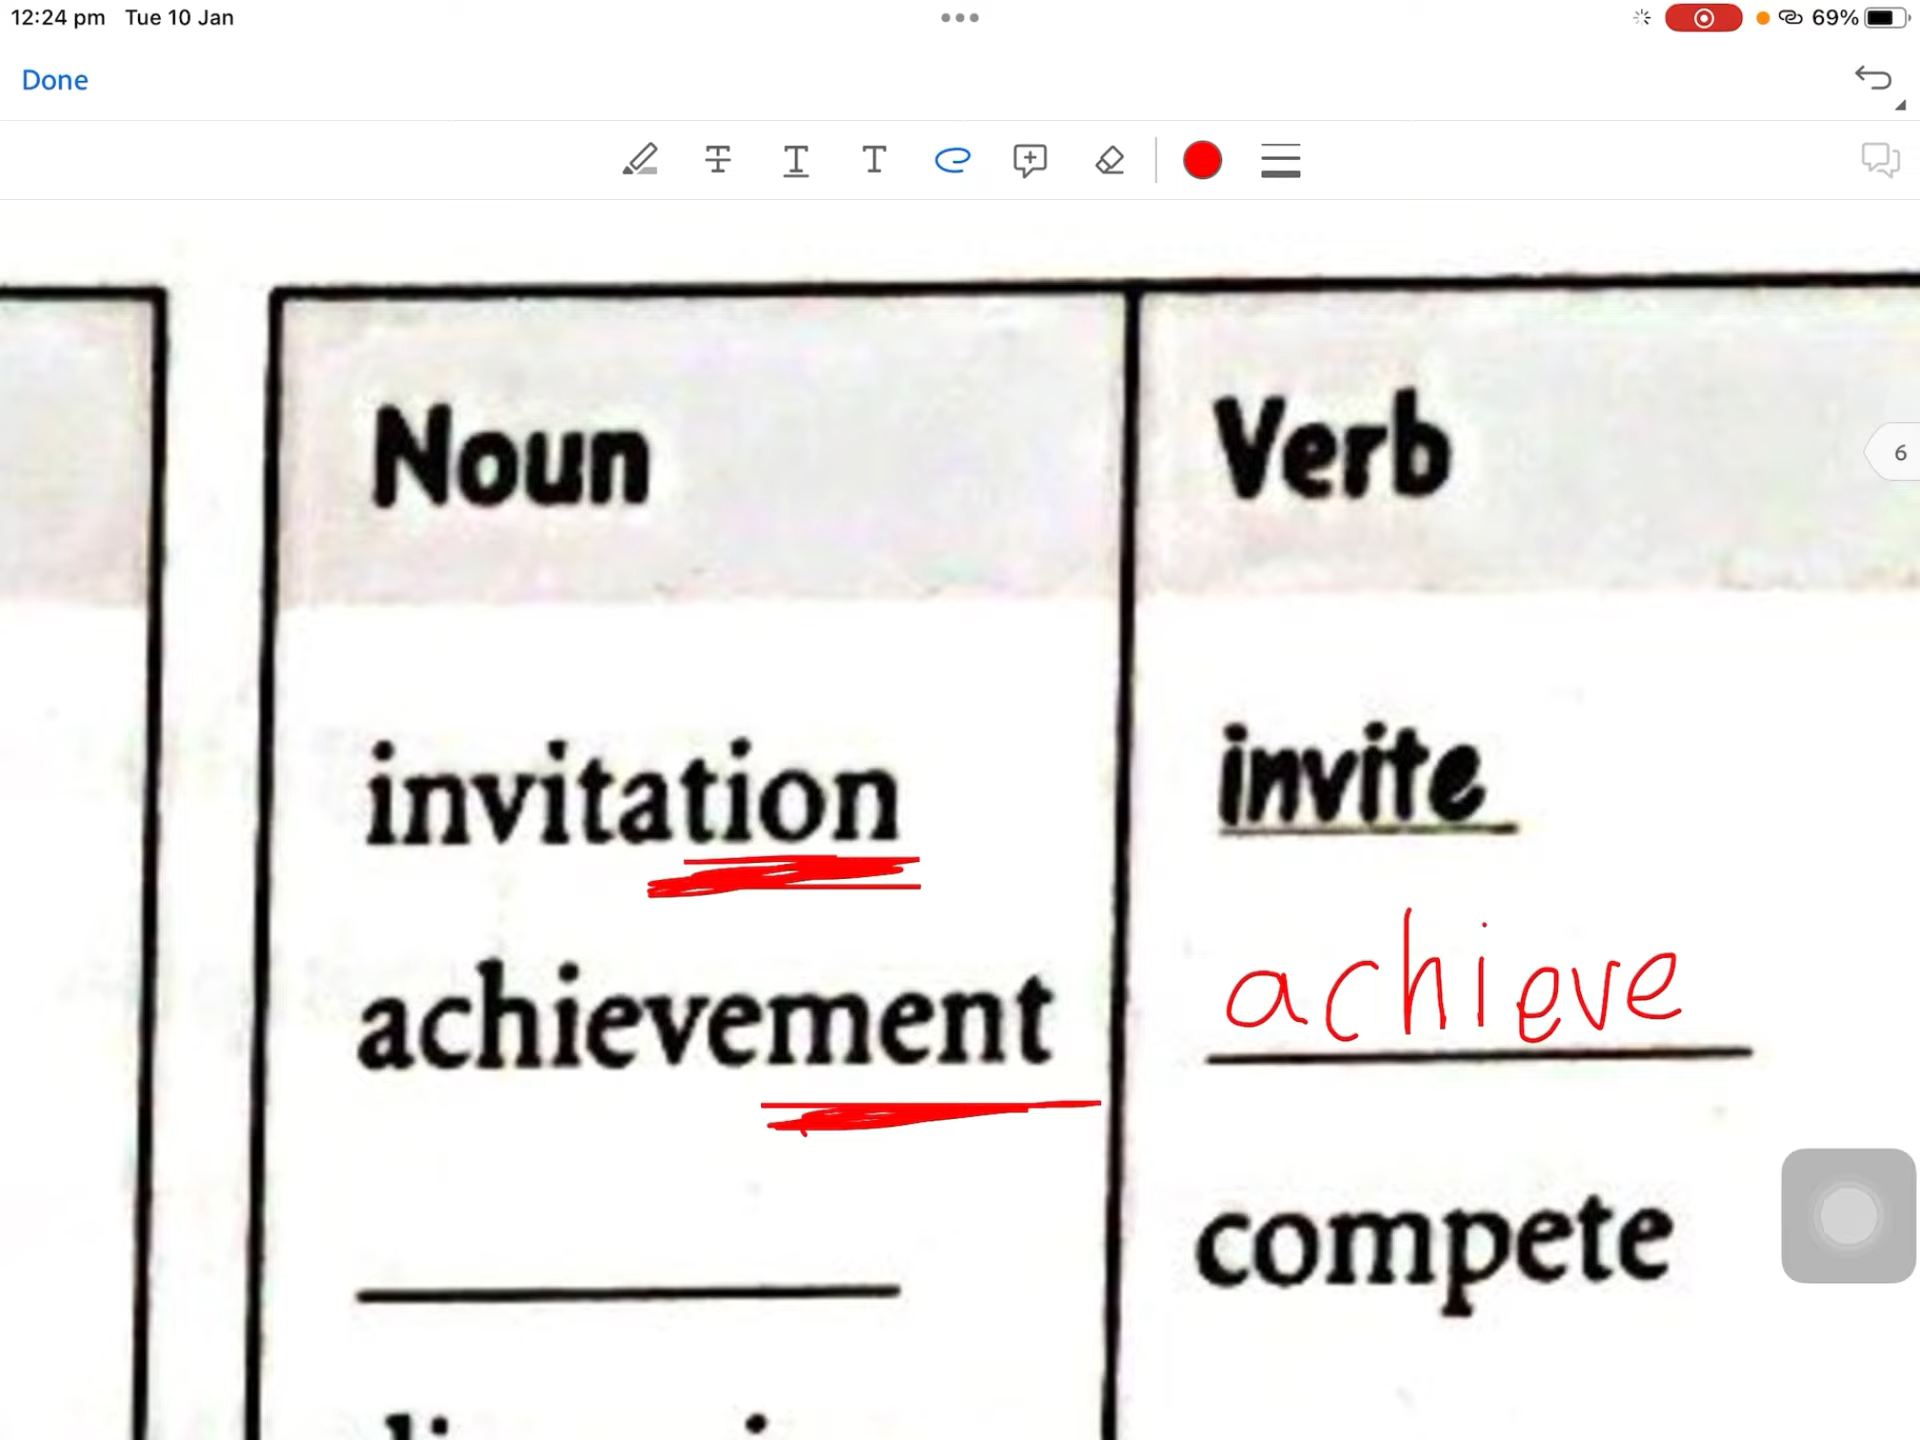 12:24 pm Tue 10 Jan
69%
Done
T T T
6
Noun Verb
invitation invite
achievement achieve
compete